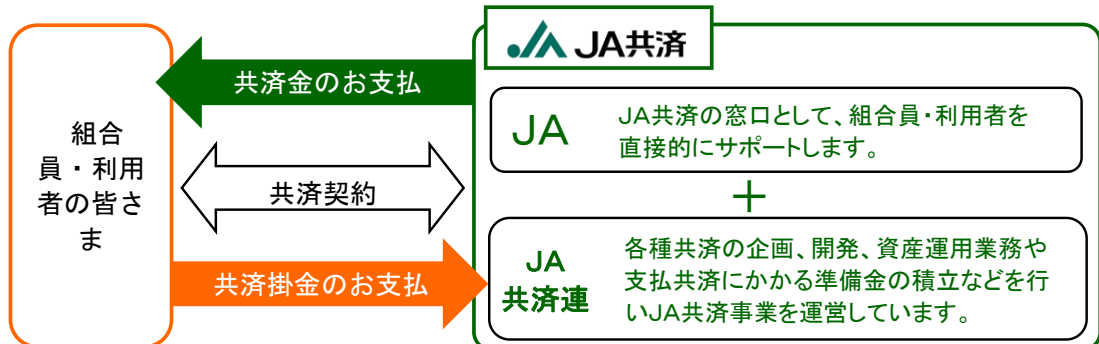 JA共済
共済金のお支払
組合
員・利用
者の皆さ
ま
共済契約
共済掛金のお支払
JA
JA共済の窓口として、組合員・利用者を
直接的にサポートします。
+
JA
共済連
各種共済の企画、開発、資産運用業務や
支払共済にかかる準備金の積立などを行
いJA共済事業を運営しています。